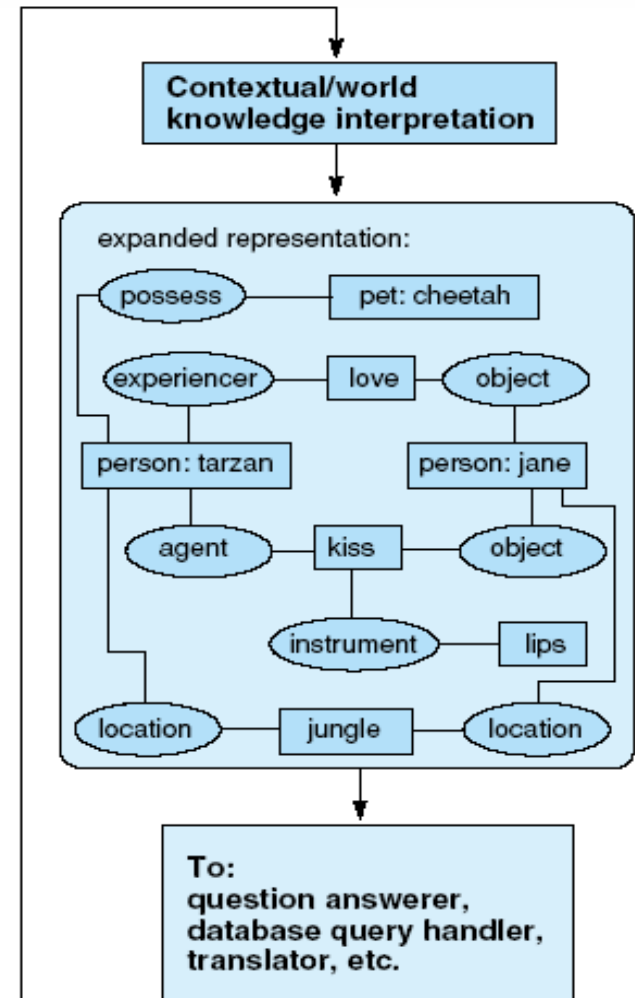 Contextual/world
knowledge interpretation
expanded representation:
possess
pet: cheetah
experiencer
love
object
person: tarzan
person: jane
agent
kiss
object
instrument
lips
location
jungle
location
To:
question answerer,
database query handler,
translator, etc.